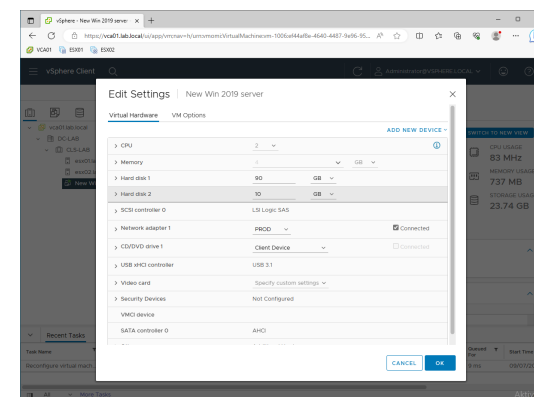 vSphere - New Win 2019 server
https://vca01.lab.local/ui/app/vm;nav=h/urn:vmomi:VirtualMachine:vm-1006:ef44af8e-4640-4487-9e96-95...
VCA01 ESX01 ESX02
vSphere Client
Administrator@VSPHERE.LOCAL
Edit Settings New Win 2019 server
Virtual Hardware VM Options
ADD NEW DEVICE
SWITCH TO NEW VIEW
vca01.lab.local
DC-LAB
CLS-LAB
New Wi
CPU 2
Memory GB
Hard disk 1 90 GB
Hard disk 2 10 GB
SCSI controller 0 LSI Logic SAS
Network adapter 1 PROD Connected
CD/DVD drive 1 Client Device Connected
USB xHCI controller USB 3.1
Video card Specify custom settings
Security Devices Not Configured
VMCI device
SATA controller 0 AHCI
CPU USAGE
83 MHz
MEMORY USAGE
737 MB
STORAGE USAGE
23.74 GB
Recent Tasks
Task Name
Queued For
Start Time
Reconfigure virtual mach...
9 ms
CANCEL OK
All More Tasks